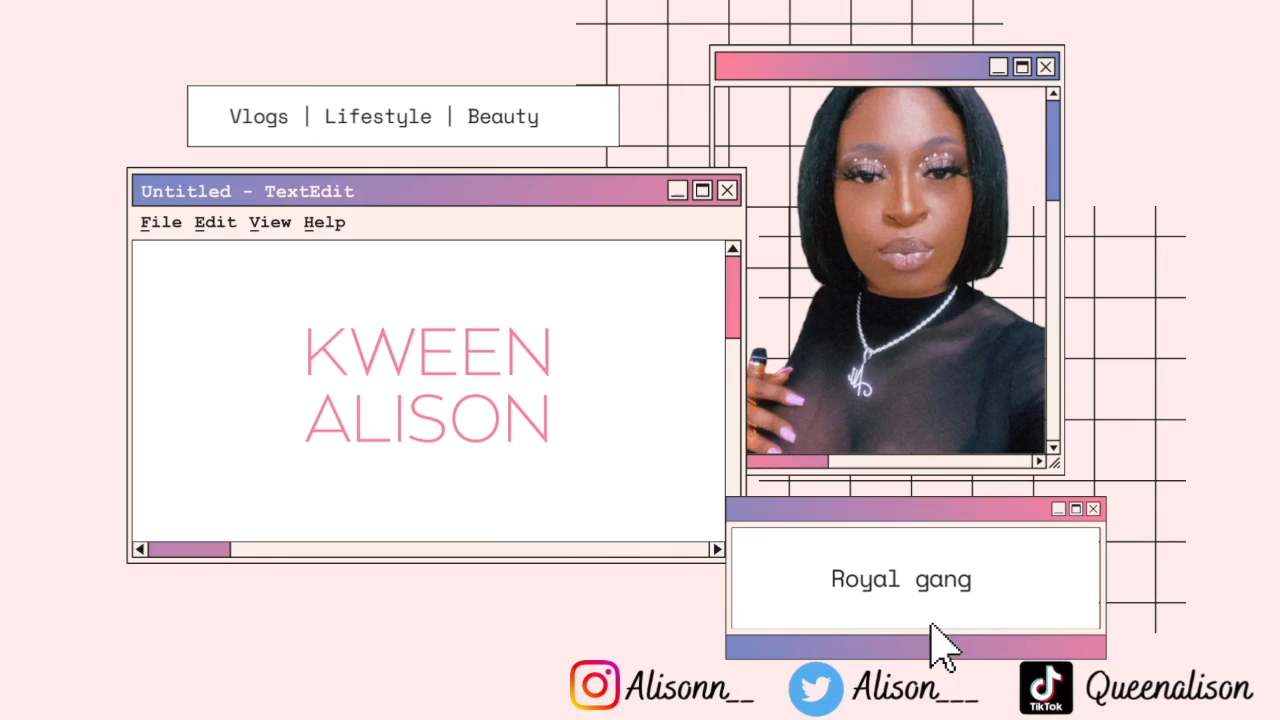 Vlogs | Lifestyle | Beauty
Untitled - TextEdit
File Edit View Help
KWEEN
ALISON
Royal gang
Alisonn__
Alison___
TikTok
Queenalison